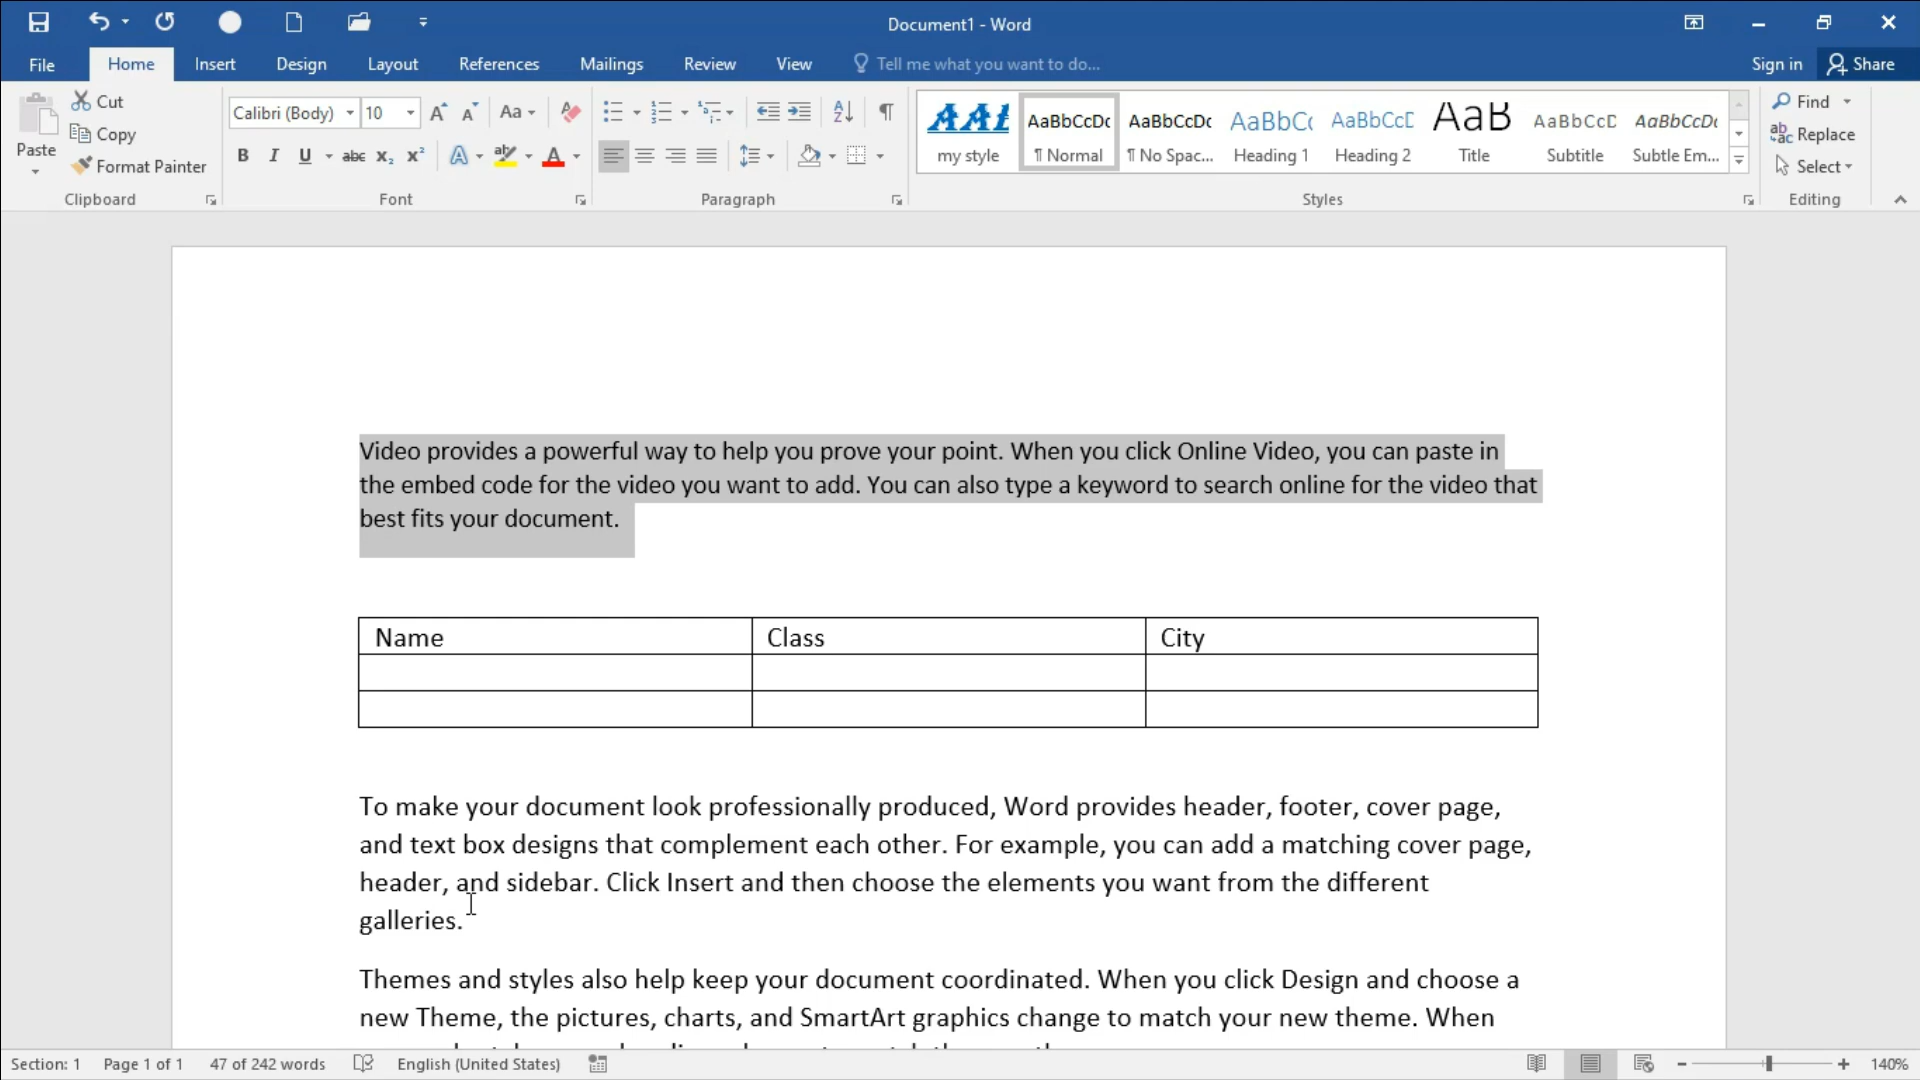 Document1 - Word
File Home Insert Design Layout References Mailings Review View Tell me what you want to do... Sign in Share
Paste
Cut
Copy
Format Painter
Clipboard
Calibri (Body) 10 A A Aa
B I U abc X₂ X² A ab A
Font
Paragraph
AAI my style
AaBbCcDc ¶ Normal
AaBbCcDc ¶ No Spac...
AaBbC Heading 1
AaBbCcD Heading 2
AaB Title
AaBbCcD Subtitle
AaBbCcDc Subtle Em...
Styles
Find
Replace
Select
Editing
Video provides a powerful way to help you prove your point. When you click Online Video, you can paste in
the embed code for the video you want to add. You can also type a keyword to search online for the video that
best fits your document.
Name Class City
To make your document look professionally produced, Word provides header, footer, cover page,
and text box designs that complement each other. For example, you can add a matching cover page,
header, and sidebar. Click Insert and then choose the elements you want from the different
galleries.
Themes and styles also help keep your document coordinated. When you click Design and choose a
new Theme, the pictures, charts, and SmartArt graphics change to match your new theme. When
Section: 1 Page 1 of 1 47 of 242 words English (United States) 140%